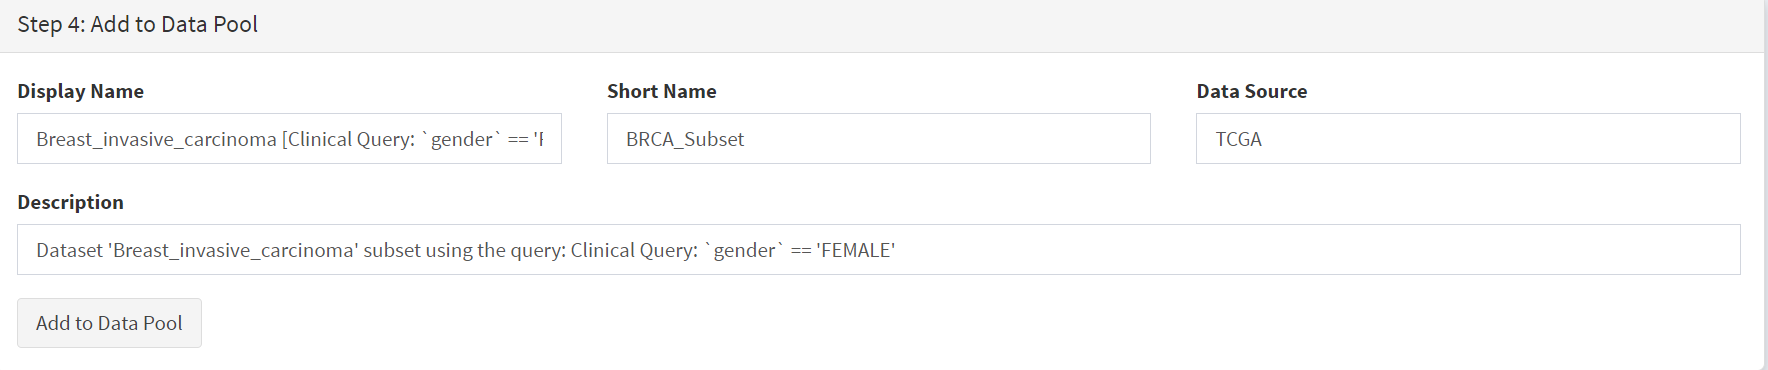 Step 4: Add to Data Pool
Display Name
Short Name
Data Source
Breast_invasive_carcinoma [Clinical Query: `gender` == '
BRCA_Subset
TCGA
Description
Dataset 'Breast_invasive_carcinoma' subset using the query: Clinical Query: `gender` == 'FEMALE'
Add to Data Pool